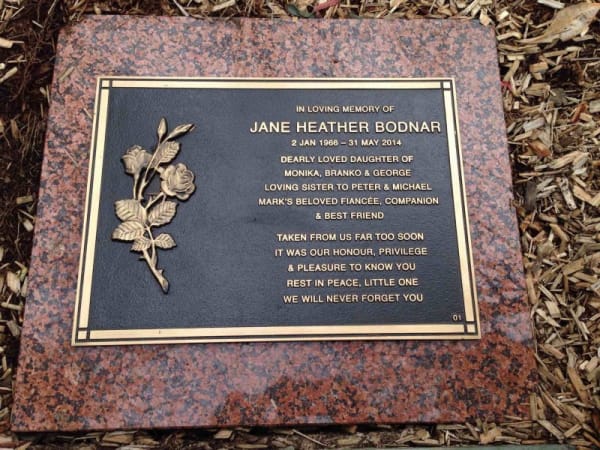 IN LOVING MEMORY OF
JANE HEATHER BODNAR
2 JAN 1966 – 31 MAY 2014
DEARLY LOVED DAUGHTER OF
MONIKA, BRANKO & GEORGE
LOVING SISTER TO PETER & MICHAEL
MARK'S BELOVED FIANCÉE, COMPANION
& BEST FRIEND
TAKEN FROM US FAR TOO SOON
IT WAS OUR HONOUR, PRIVILEGE
& PLEASURE TO KNOW YOU
REST IN PEACE, LITTLE ONE
WE WILL NEVER FORGET YOU
01